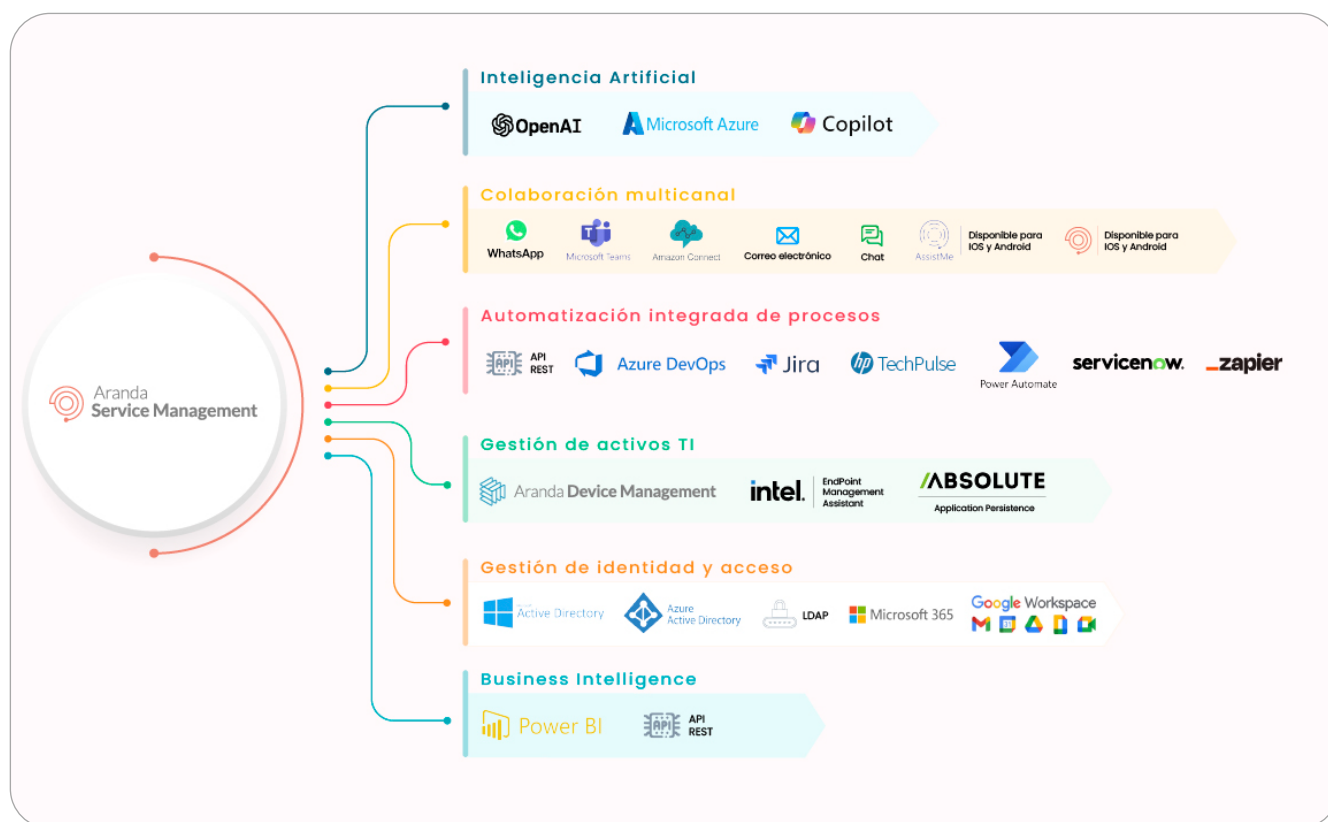 Aranda
Service Management
Inteligencia Artificial
OpenAI
Microsoft Azure
Copilot
Colaboración multicanal
WhatsApp
Microsoft Teams
Amazon Connect
Correo electrónico
Chat
AssistMe
Disponible para
IOS y Android
Disponible para
IOS y Android
Automatización integrada de procesos
API
API
REST
Azure DevOps
Jira
hp TechPulse
Power Automate
servicenow.
_zapier
Gestión de activos TI
Aranda Device Management
intel.
EndPoint
Management
Assistant
ABSOLUTE
Application Persistence
Gestión de identidad y acceso
Active Directory
Azure
Active Directory
LDAP
Microsoft 365
Google Workspace
Business Intelligence
Power BI
API
API
REST